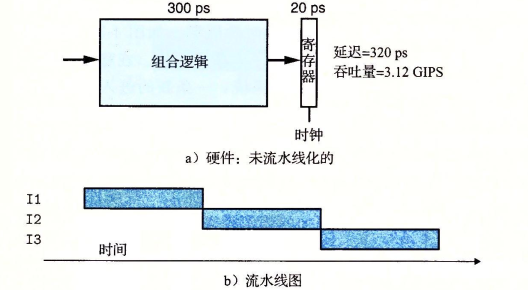 300 ps
20 ps
组合逻辑
寄存器
延迟=320 ps
吞吐量=3.12 GIPS
时钟
a）硬件：未流水线化的
I1
I2
I3
时间
b）流水线图